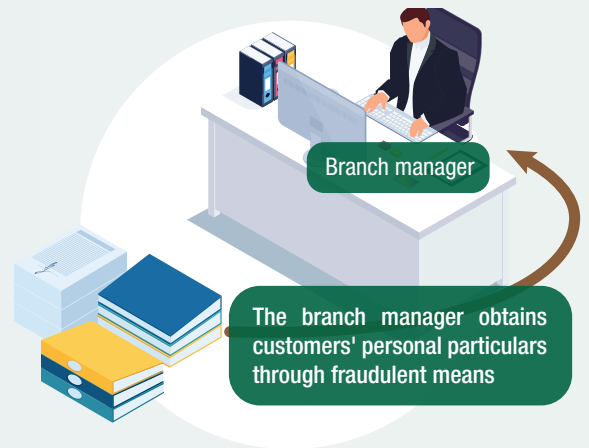 Branch manager
The branch manager obtains
customers' personal particulars
through fraudulent means